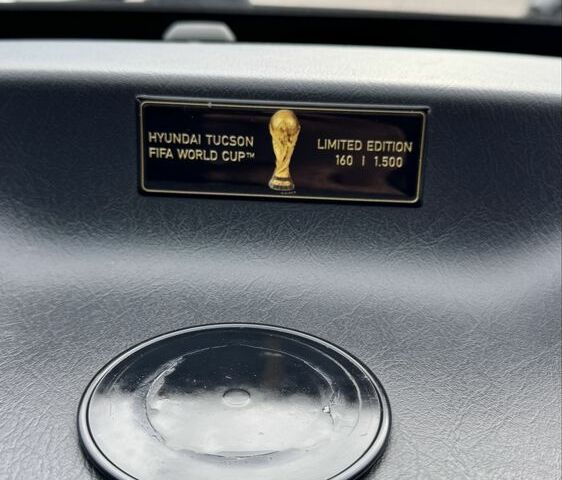 HYUNDAI TUCSON
FIFA WORLD CUP™
LIMITED EDITION
160 | 1.500